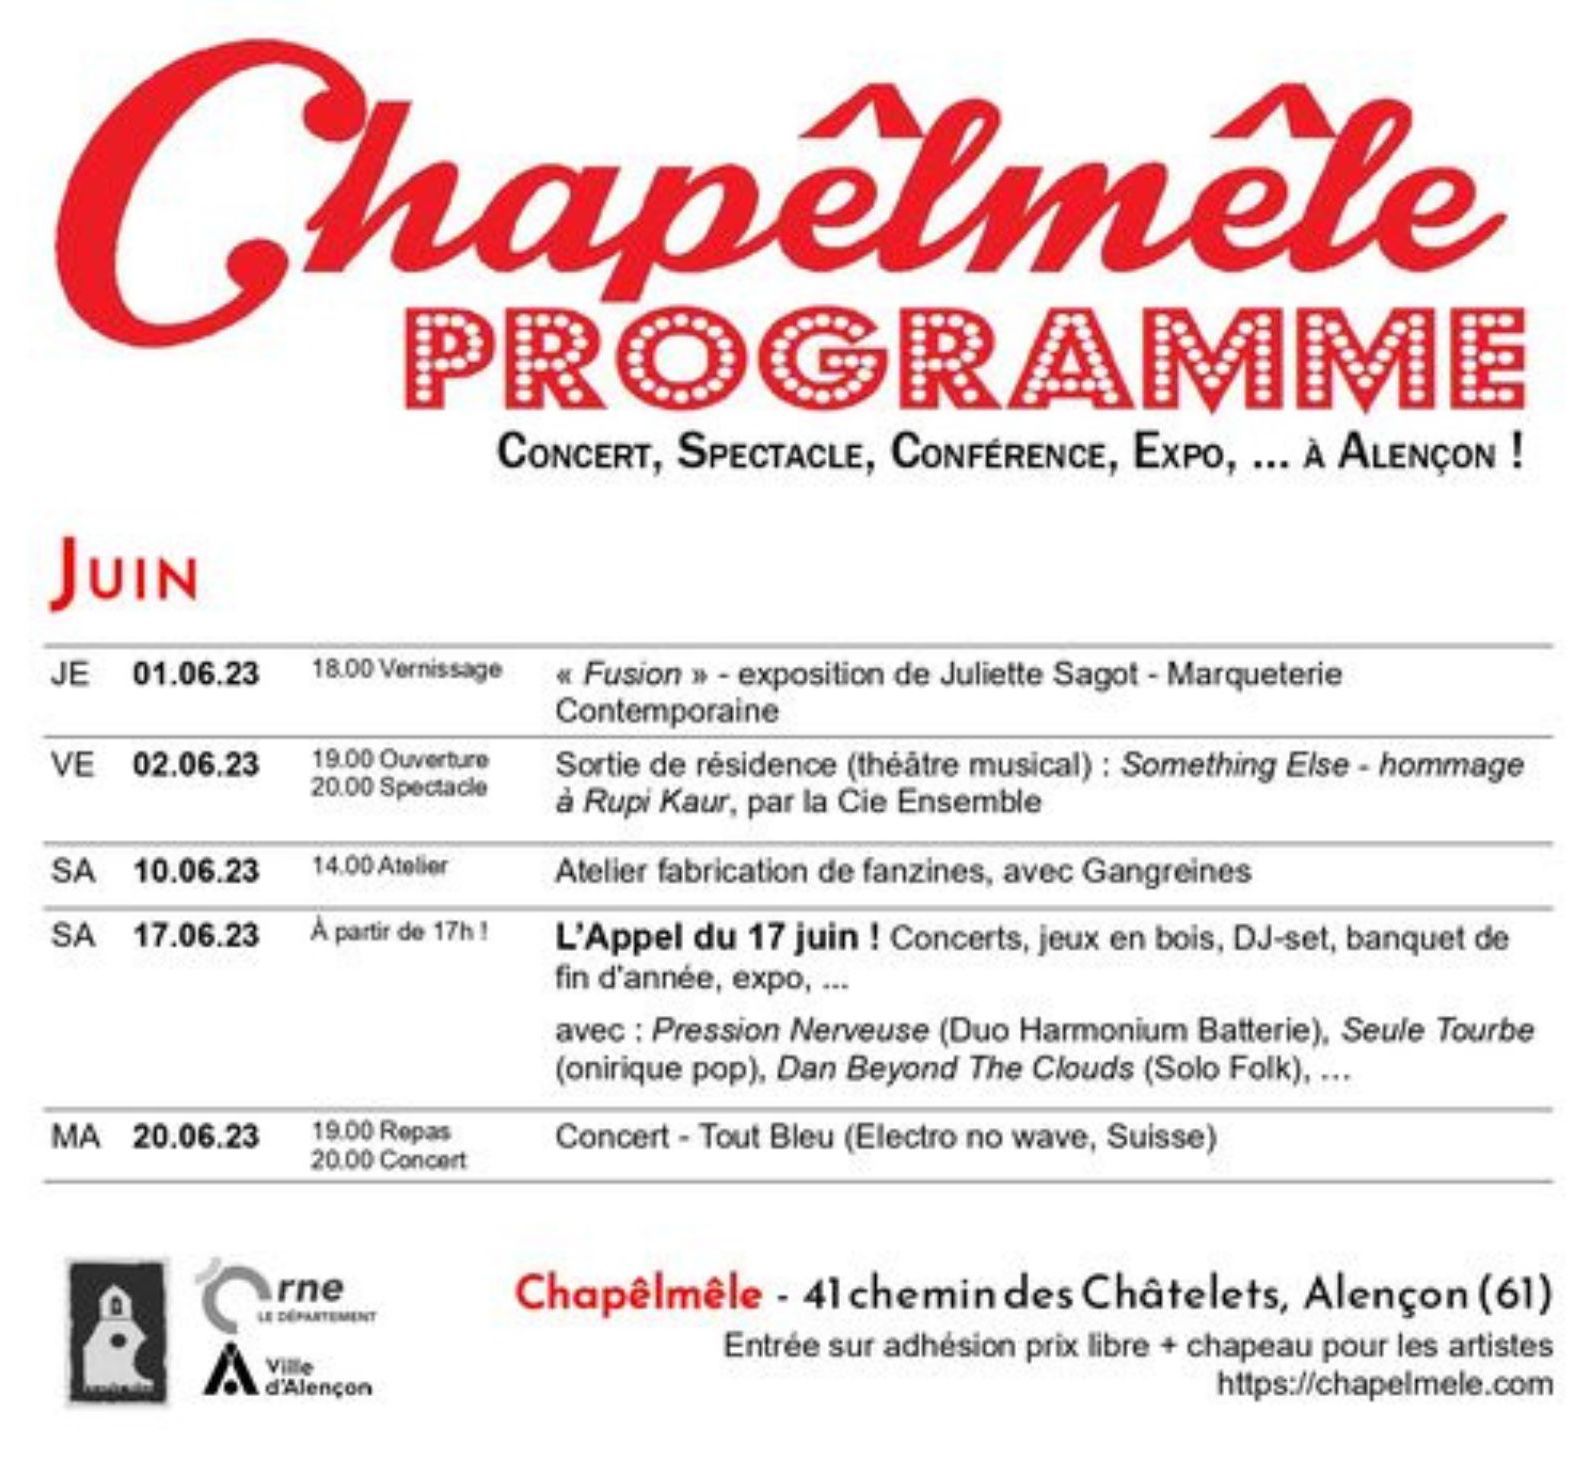 Chapêlmêle
PROGRAMME
CONCERT, SPECTACLE, CONFÉRENCE, EXPO, ... À ALENÇON !
JUIN
JE 01.06.23 18.00 Vernissage « Fusion » - exposition de Juliette Sagot - Marqueterie
Contemporaine
VE 02.06.23 19.00 Ouverture Sortie de résidence (théâtre musical) : Something Else - hommage
20.00 Spectacle à Rupi Kaur, par la Cie Ensemble
SA 10.06.23 14.00 Atelier Atelier fabrication de fanzines, avec Gangreines
SA 17.06.23 À partir de 17h ! L'Appel du 17 juin ! Concerts, jeux en bois, DJ-set, banquet de
fin d'année, expo, ...
avec : Pression Nerveuse (Duo Harmonium Batterie), Seule Tourbe
(onirique pop), Dan Beyond The Clouds (Solo Folk), ...
MA 20.06.23 19.00 Repas Concert - Tout Bleu (Electro no wave, Suisse)
20.00 Concert
Orne
LE DÉPARTEMENT
Ville
d'Alençon
Chapêlmêle - 41 chemin des Châtelets, Alençon (61)
Entrée sur adhésion prix libre + chapeau pour les artistes
https://chapelmele.com